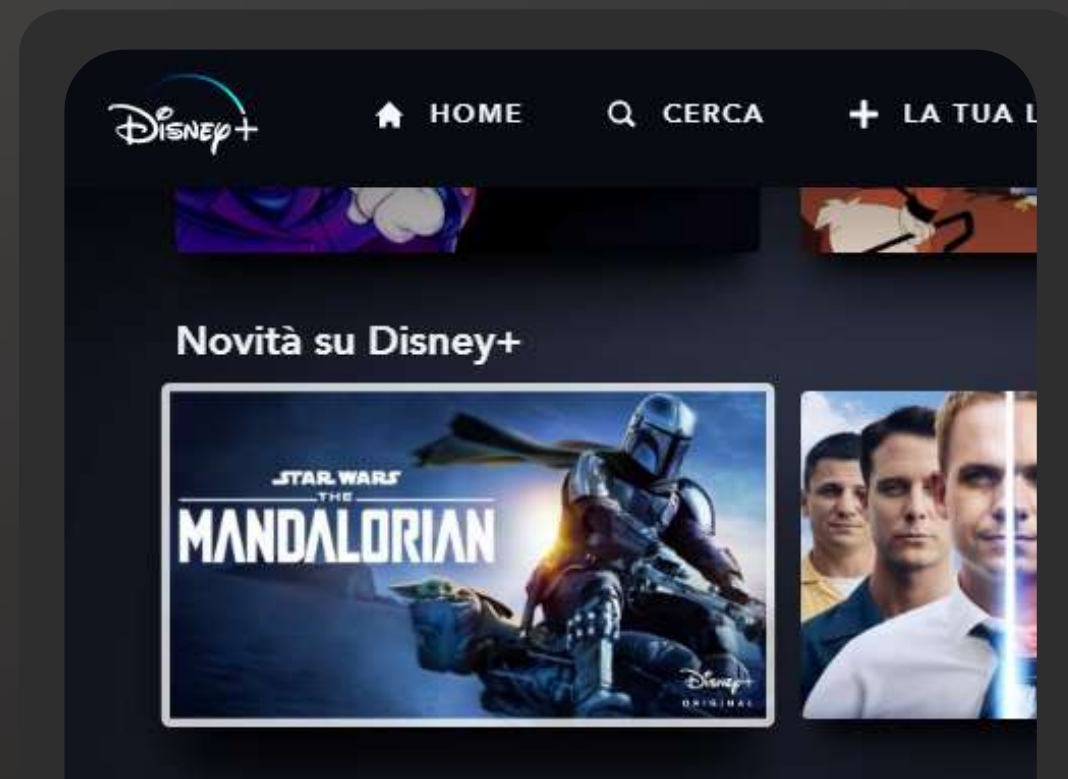 Disney+
HOME
CERCA
LA TUA L
Novità su Disney+
STAR WARS
THE
MANDALORIAN
Disney+
ORIGINAL